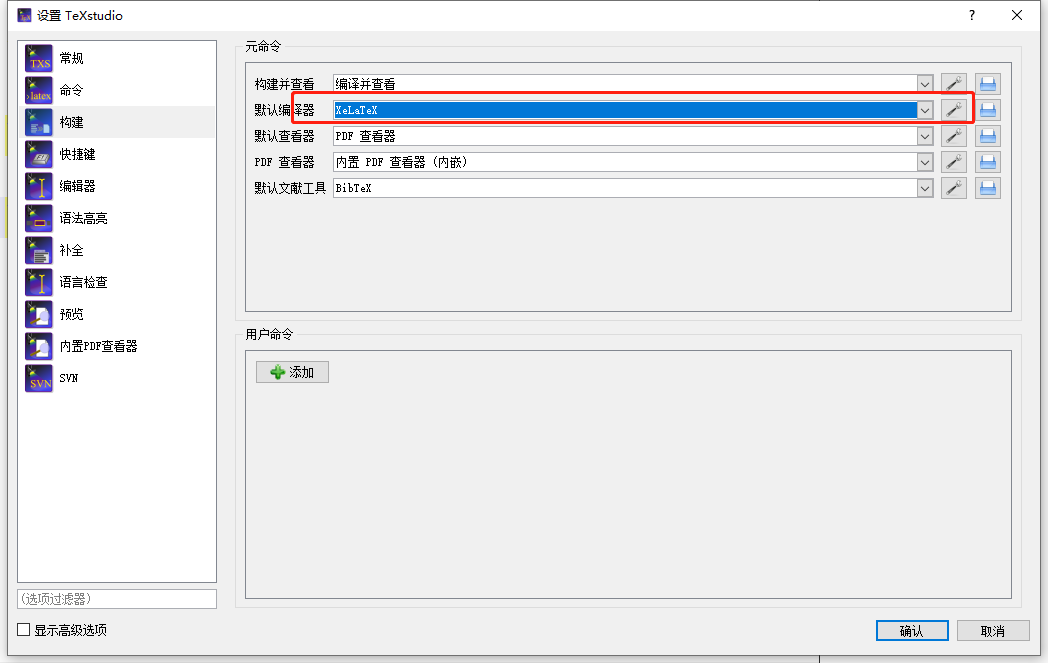 设置 TeXstudio
?
元命令
TXS 常规
›latex 命令
构建
快捷键
编辑器
语法高亮
补全
语言检查
预览
内置PDF查看器
SVN SVN
构建并查看 编译并查看
默认编译器 XeLaTeX
默认查看器 PDF 查看器
PDF 查看器 内置 PDF 查看器 (内嵌)
默认文献工具 BibTeX
用户命令
添加
(选项过滤器)
显示高级选项
确认 取消